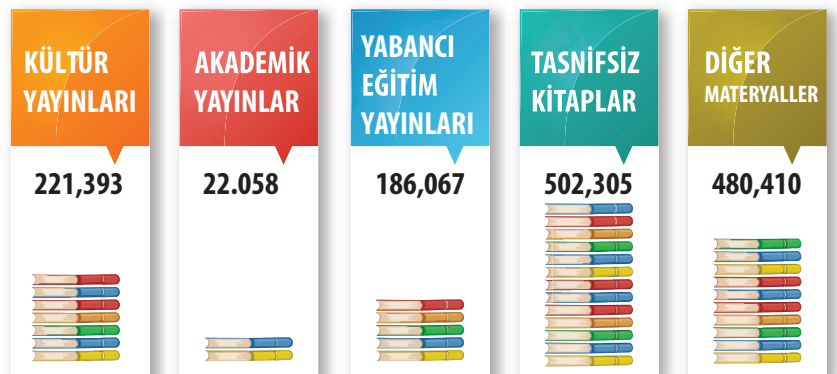 KÜLTÜR
YAYINLARI
221,393
AKADEMİK
YAYINLAR
22.058
YABANCI
EĞİTİM
YAYINLARI
186,067
TASNİFSİZ
KİTAPLAR
502,305
DİĞER
MATERYALLER
480,410